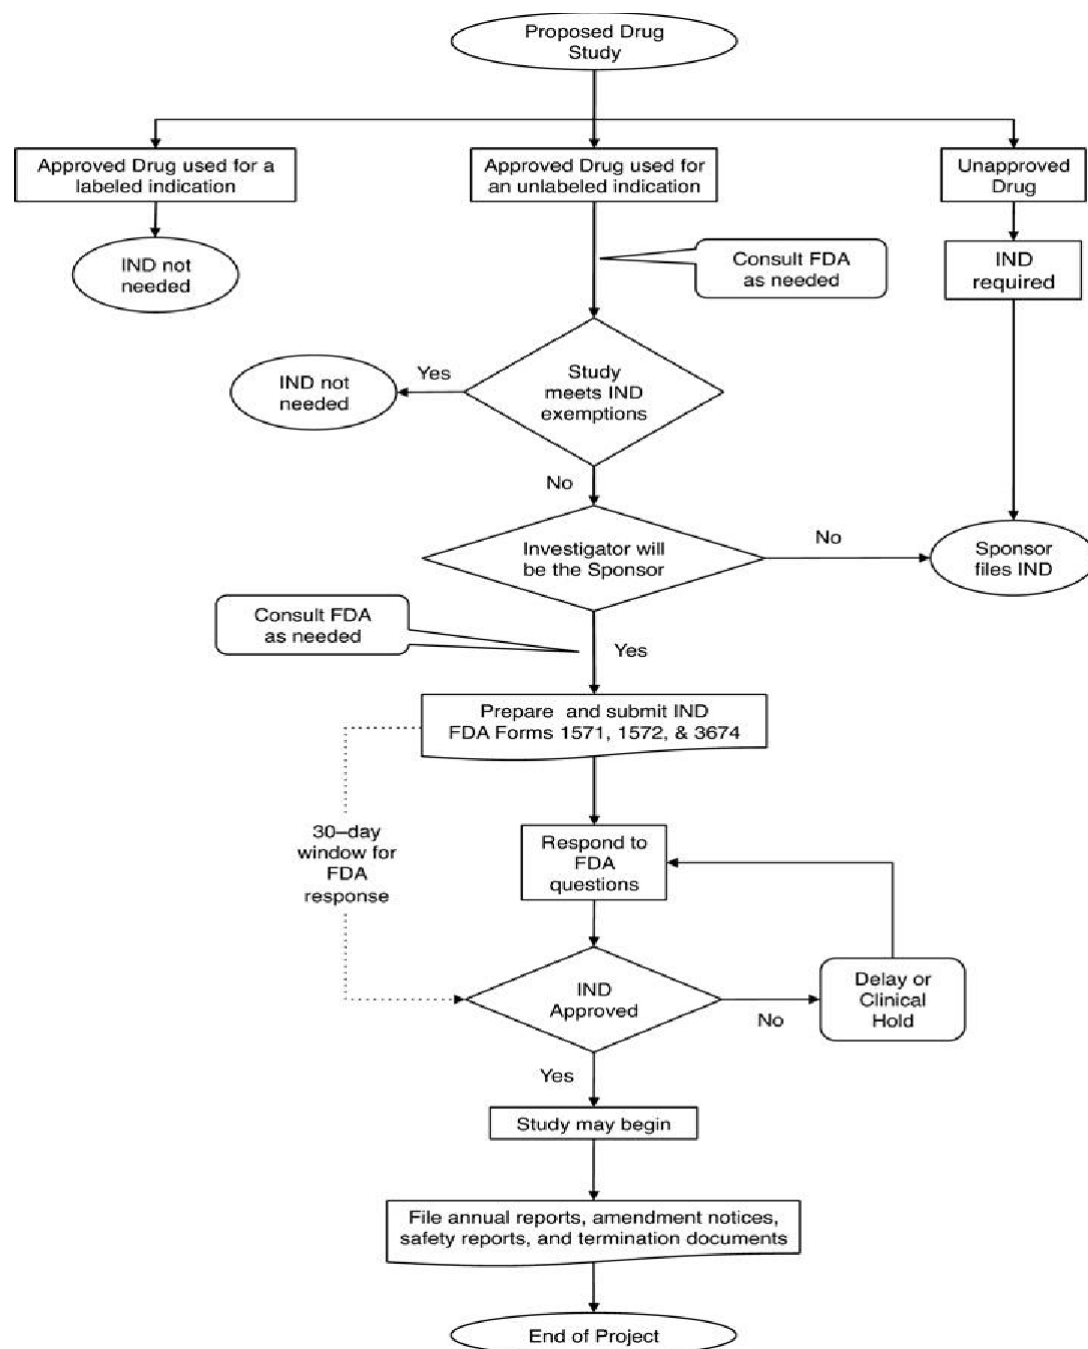 Proposed Drug
Study
Approved Drug used for a
labeled indication
Approved Drug used for
an unlabeled indication
Unapproved
Drug
IND not
needed
Consult FDA
as needed
IND
required
Study
meets IND
exemptions
Yes
IND not
needed
No
Investigator will
be the Sponsor
No
Sponsor
files IND
Consult FDA
as needed
Yes
Prepare and submit IND
FDA Forms 1571, 1572, & 3674
30–day
window for
FDA
response
Respond to
FDA
questions
IND
Approved
No
Delay or
Clinical
Hold
Yes
Study may begin
File annual reports, amendment notices,
safety reports, and termination documents
End of Project